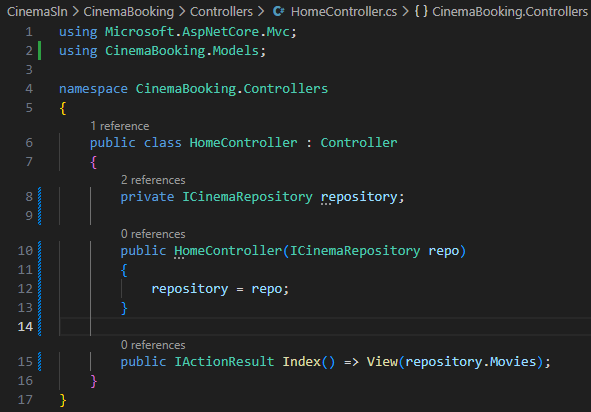 CinemaSln > CinemaBooking > Controllers > HomeController.cs > {} CinemaBooking.Controllers
1 using Microsoft.AspNetCore.Mvc;
2 using CinemaBooking.Models;
3
4 namespace CinemaBooking.Controllers
5 {
1 reference
6 public class HomeController : Controller
7 {
2 references
8 private ICinemaRepository repository;
9
0 references
10 public HomeController(ICinemaRepository repo)
11 {
12 repository = repo;
13 }
14
0 references
15 public IActionResult Index() => View(repository.Movies);
16 }
17 }